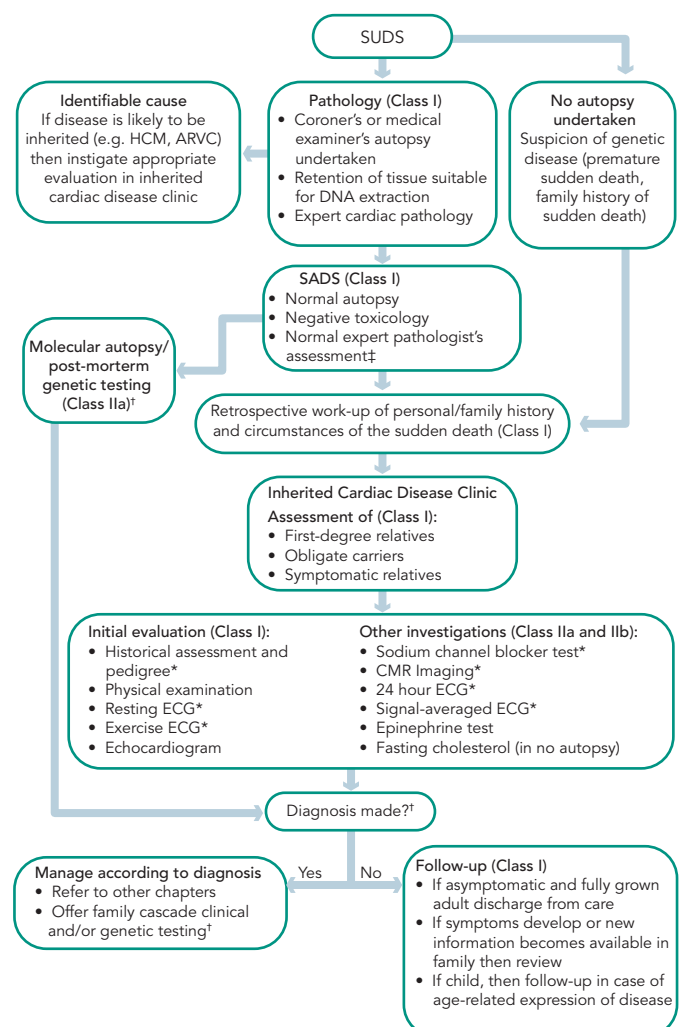 SUDS
Identifiable cause
If disease is likely to be
inherited (e.g. HCM, ARVC)
then instigate appropriate
evaluation in inherited
cardiac disease clinic
Pathology (Class I)
• Coroner's or medical
examiner's autopsy
undertaken
• Retention of tissue suitable
for DNA extraction
• Expert cardiac pathology
No autopsy
undertaken
Suspicion of genetic
disease (premature
sudden death,
family history of
sudden death)
SADS (Class I)
• Normal autopsy
• Negative toxicology
• Normal expert pathologist's
assessment‡
Molecular autopsy/
post-morterm
genetic testing
(Class IIa)†
Retrospective work-up of personal/family history
and circumstances of the sudden death (Class I)
Inherited Cardiac Disease Clinic
Assessment of (Class I):
• First-degree relatives
• Obligate carriers
• Symptomatic relatives
Initial evaluation (Class I):
• Historical assessment and
pedigree*
• Physical examination
• Resting ECG*
• Exercise ECG*
• Echocardiogram
Other investigations (Class IIa and IIb):
• Sodium channel blocker test*
• CMR Imaging*
• 24 hour ECG*
• Signal-averaged ECG*
• Epinephrine test
• Fasting cholesterol (in no autopsy)
Diagnosis made?†
Yes
No
Manage according to diagnosis
• Refer to other chapters
• Offer family cascade clinical
and/or genetic testing†
Follow-up (Class I)
• If asymptomatic and fully grown
adult discharge from care
• If symptoms develop or new
information becomes available in
family then review
• If child, then follow-up in case of
age-related expression of disease